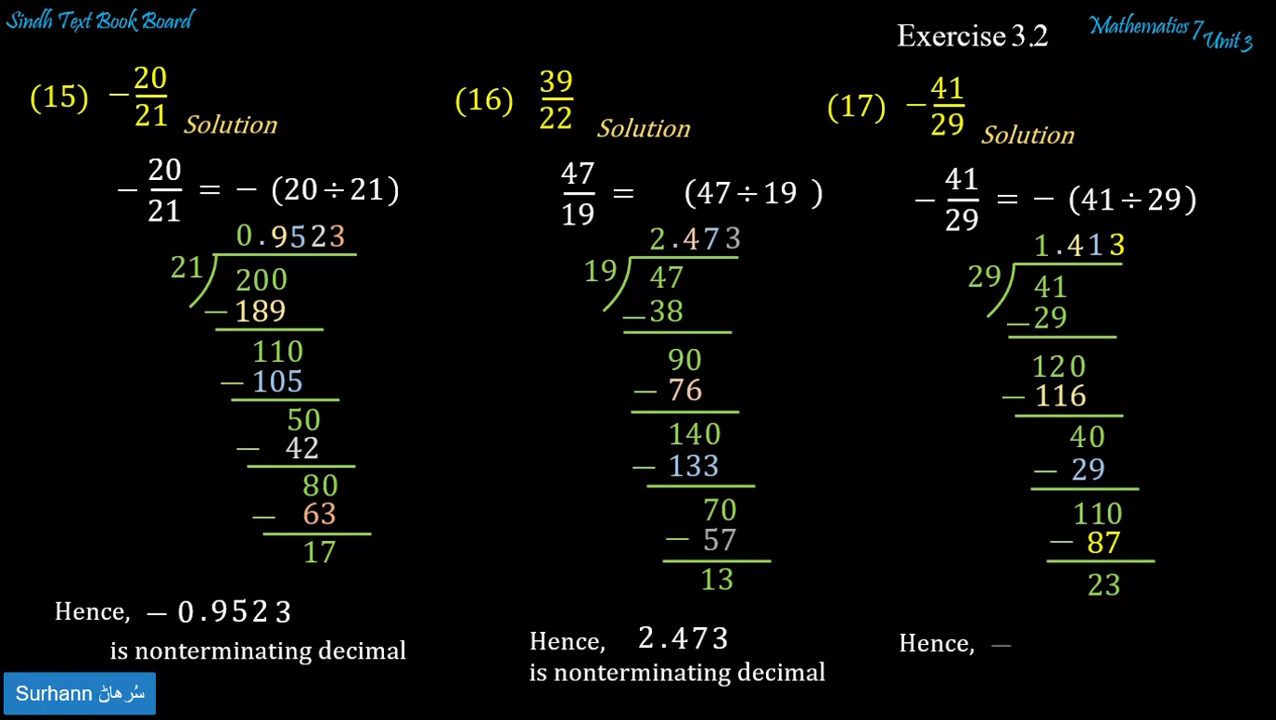 Sindh Text Book Board
Exercise 3.2
Mathematics 7
Unit 3
(15) −20/21
Solution
−20/21 = − (20÷21)
0.9523
21
200
−189
110
−105
50
− 42
80
− 63
17
Hence, −0.9523
is nonterminating decimal
(16) 39/22
Solution
47/19 = (47÷19 )
2.473
19
47
−38
90
− 76
140
− 133
70
− 57
13
Hence, 2.473
is nonterminating decimal
(17) −41/29
Solution
−41/29 = − (41÷29)
1.413
29
41
−29
120
− 116
40
− 29
110
− 87
23
Hence, −
Surhann سُرهاڻ